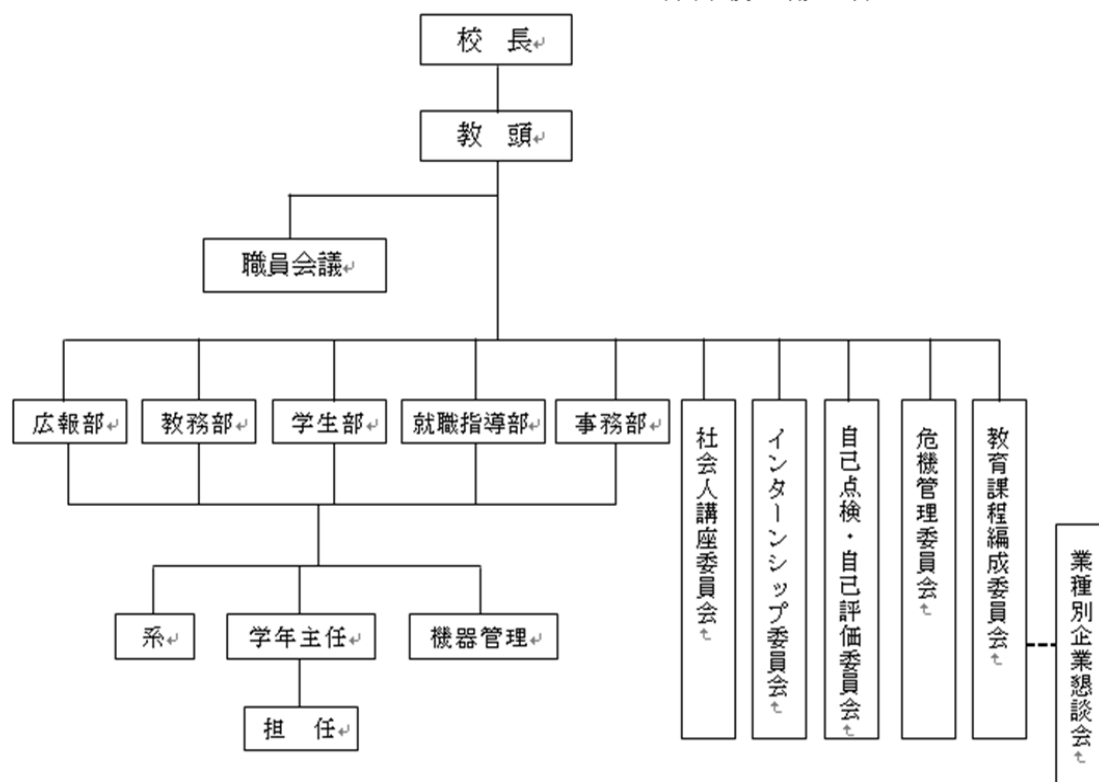 校　長
教　頭
職員会議
広報部
教務部
学生部
就職指導部
事務部
社会人講座委員会
インターンシップ委員会
自己点検・自己評価委員会
危機管理委員会
教育課程編成委員会
業種別企業懇談会
系
学年主任
機器管理
担　任